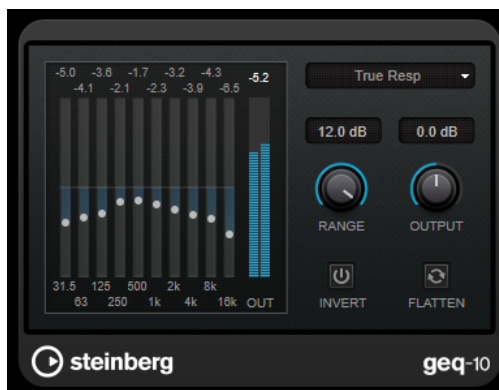 -5.0 -3.6 -1.7 -3.2 -4.3 -5.2
-4.1 -2.1 -2.3 -3.9 -6.5
True Resp
12.0 dB 0.0 dB
RANGE OUTPUT
31.5 125 500 2k 8k
63 250 1k 4k 16k OUT
INVERT FLATTEN
steinberg geq-10